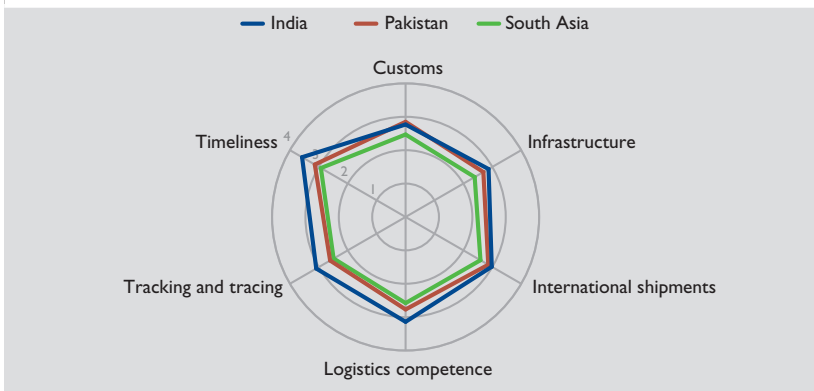 India Pakistan South Asia
Customs
Timeliness 4 Infrastructure
3
2
1
Tracking and tracing International shipments
Logistics competence